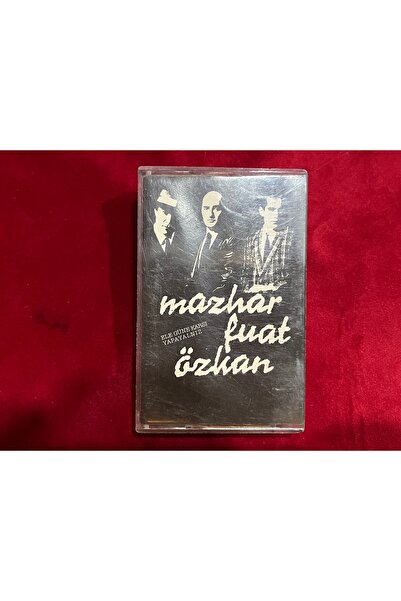 mazhar
fuat
özkan
ELE GÜNE KARŞI
YAPAYALNIZ